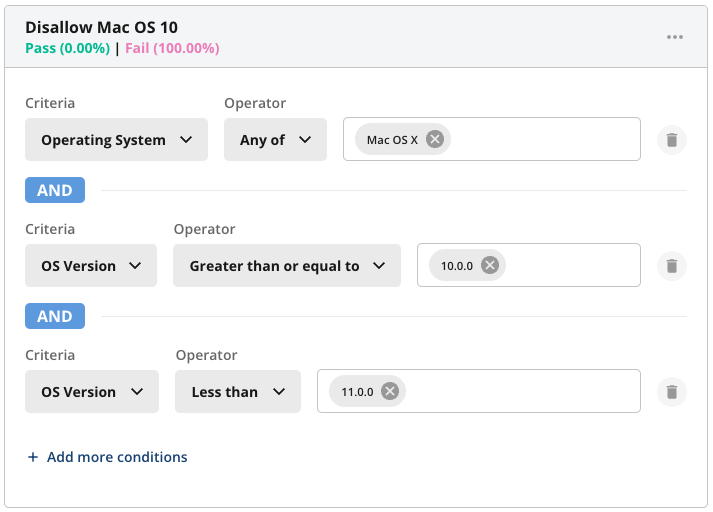 Disallow Mac OS 10
Pass (0.00%) | Fail (100.00%)
Criteria Operator
Operating System Any of Mac OS X
AND
Criteria Operator
OS Version Greater than or equal to 10.0.0
AND
Criteria Operator
OS Version Less than 11.0.0
+ Add more conditions